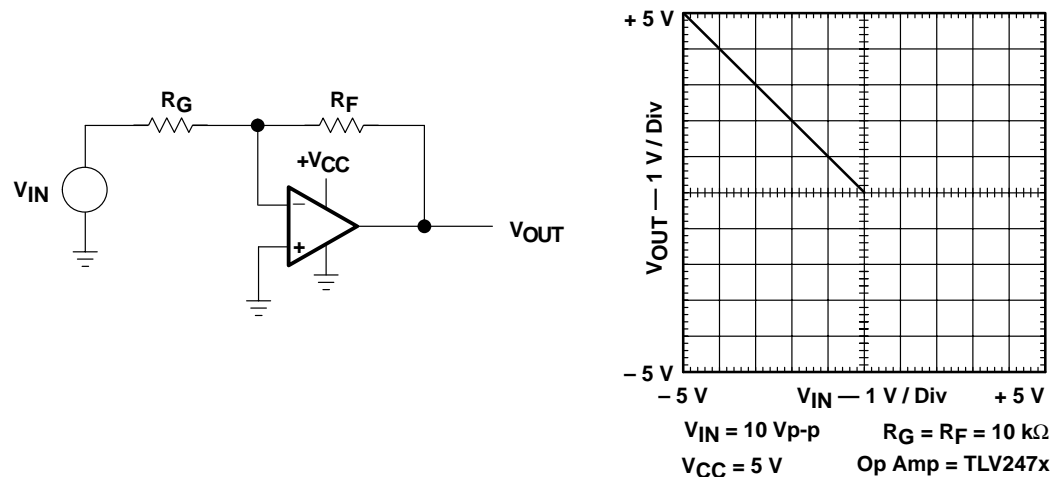 RG
RF
+VCC
VIN
−
+
VOUT
+ 5 V
VOUT — 1 V / Div
– 5 V
– 5 V
VIN — 1 V / Div
+ 5 V
VIN = 10 Vp-p
RG = RF = 10 kΩ
VCC = 5 V
Op Amp = TLV247x